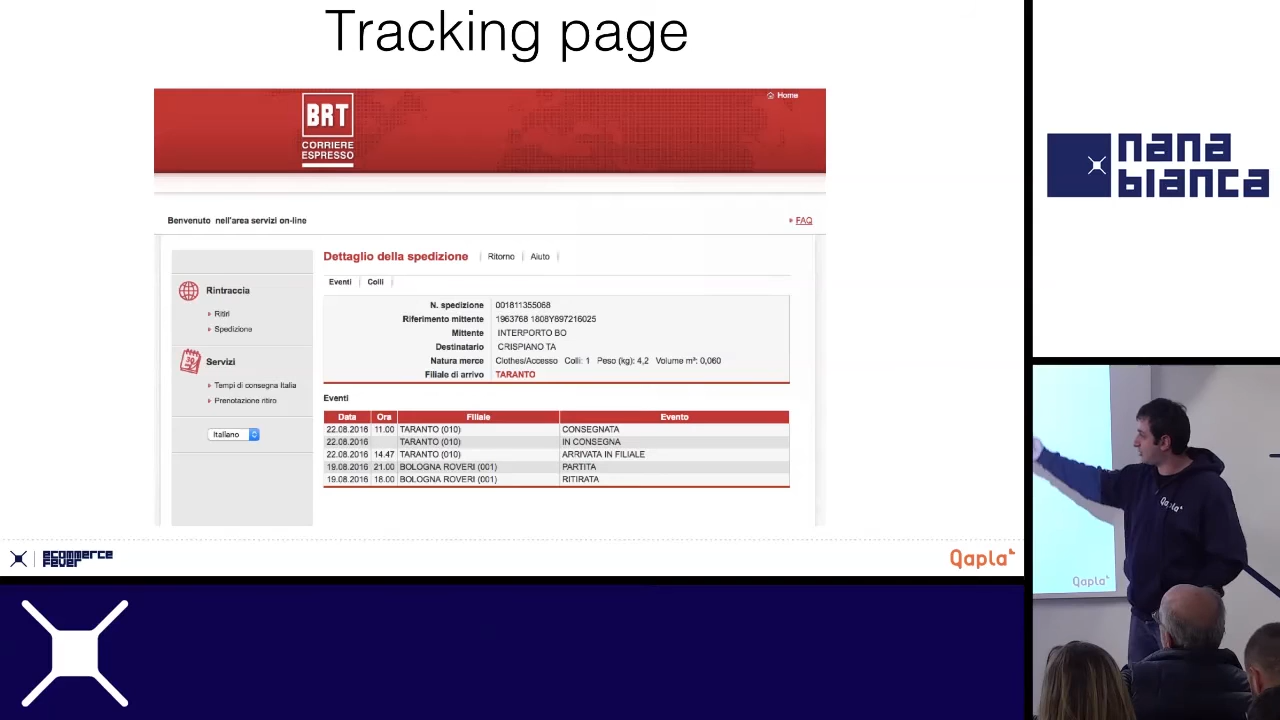 Tracking page
Home
BRT
CORRIERE
ESPRESSO
Benvenuto nell'area servizi on-line
FAQ
Dettaglio della spedizione Ritorno Aiuto
Eventi Colli
Rintraccia
Ritiri
Spedizione
Servizi
Tempi di consegna Italia
Prenotazione ritiro
Italiano
N. spedizione 001811355068
Riferimento mittente 1963768 1808Y897216025
Mittente INTERPORTO BO
Destinatario CRISPIANO TA
Natura merce Clothes/Accesso Colli: 1 Peso (kg): 4,2 Volume m³: 0,060
Filiale di arrivo TARANTO
Eventi
Data Ora Filiale Evento
22.08.2016 11.00 TARANTO (010) CONSEGNATA
22.08.2016 TARANTO (010) IN CONSEGNA
22.08.2016 14.47 TARANTO (010) ARRIVATA IN FILIALE
19.08.2016 21.00 BOLOGNA ROVERI (001) PARTITA
19.08.2016 18.00 BOLOGNA ROVERI (001) RITIRATA
ecommerce
fever
Qapla'
nana
bianca
Qapla'
Qapla'